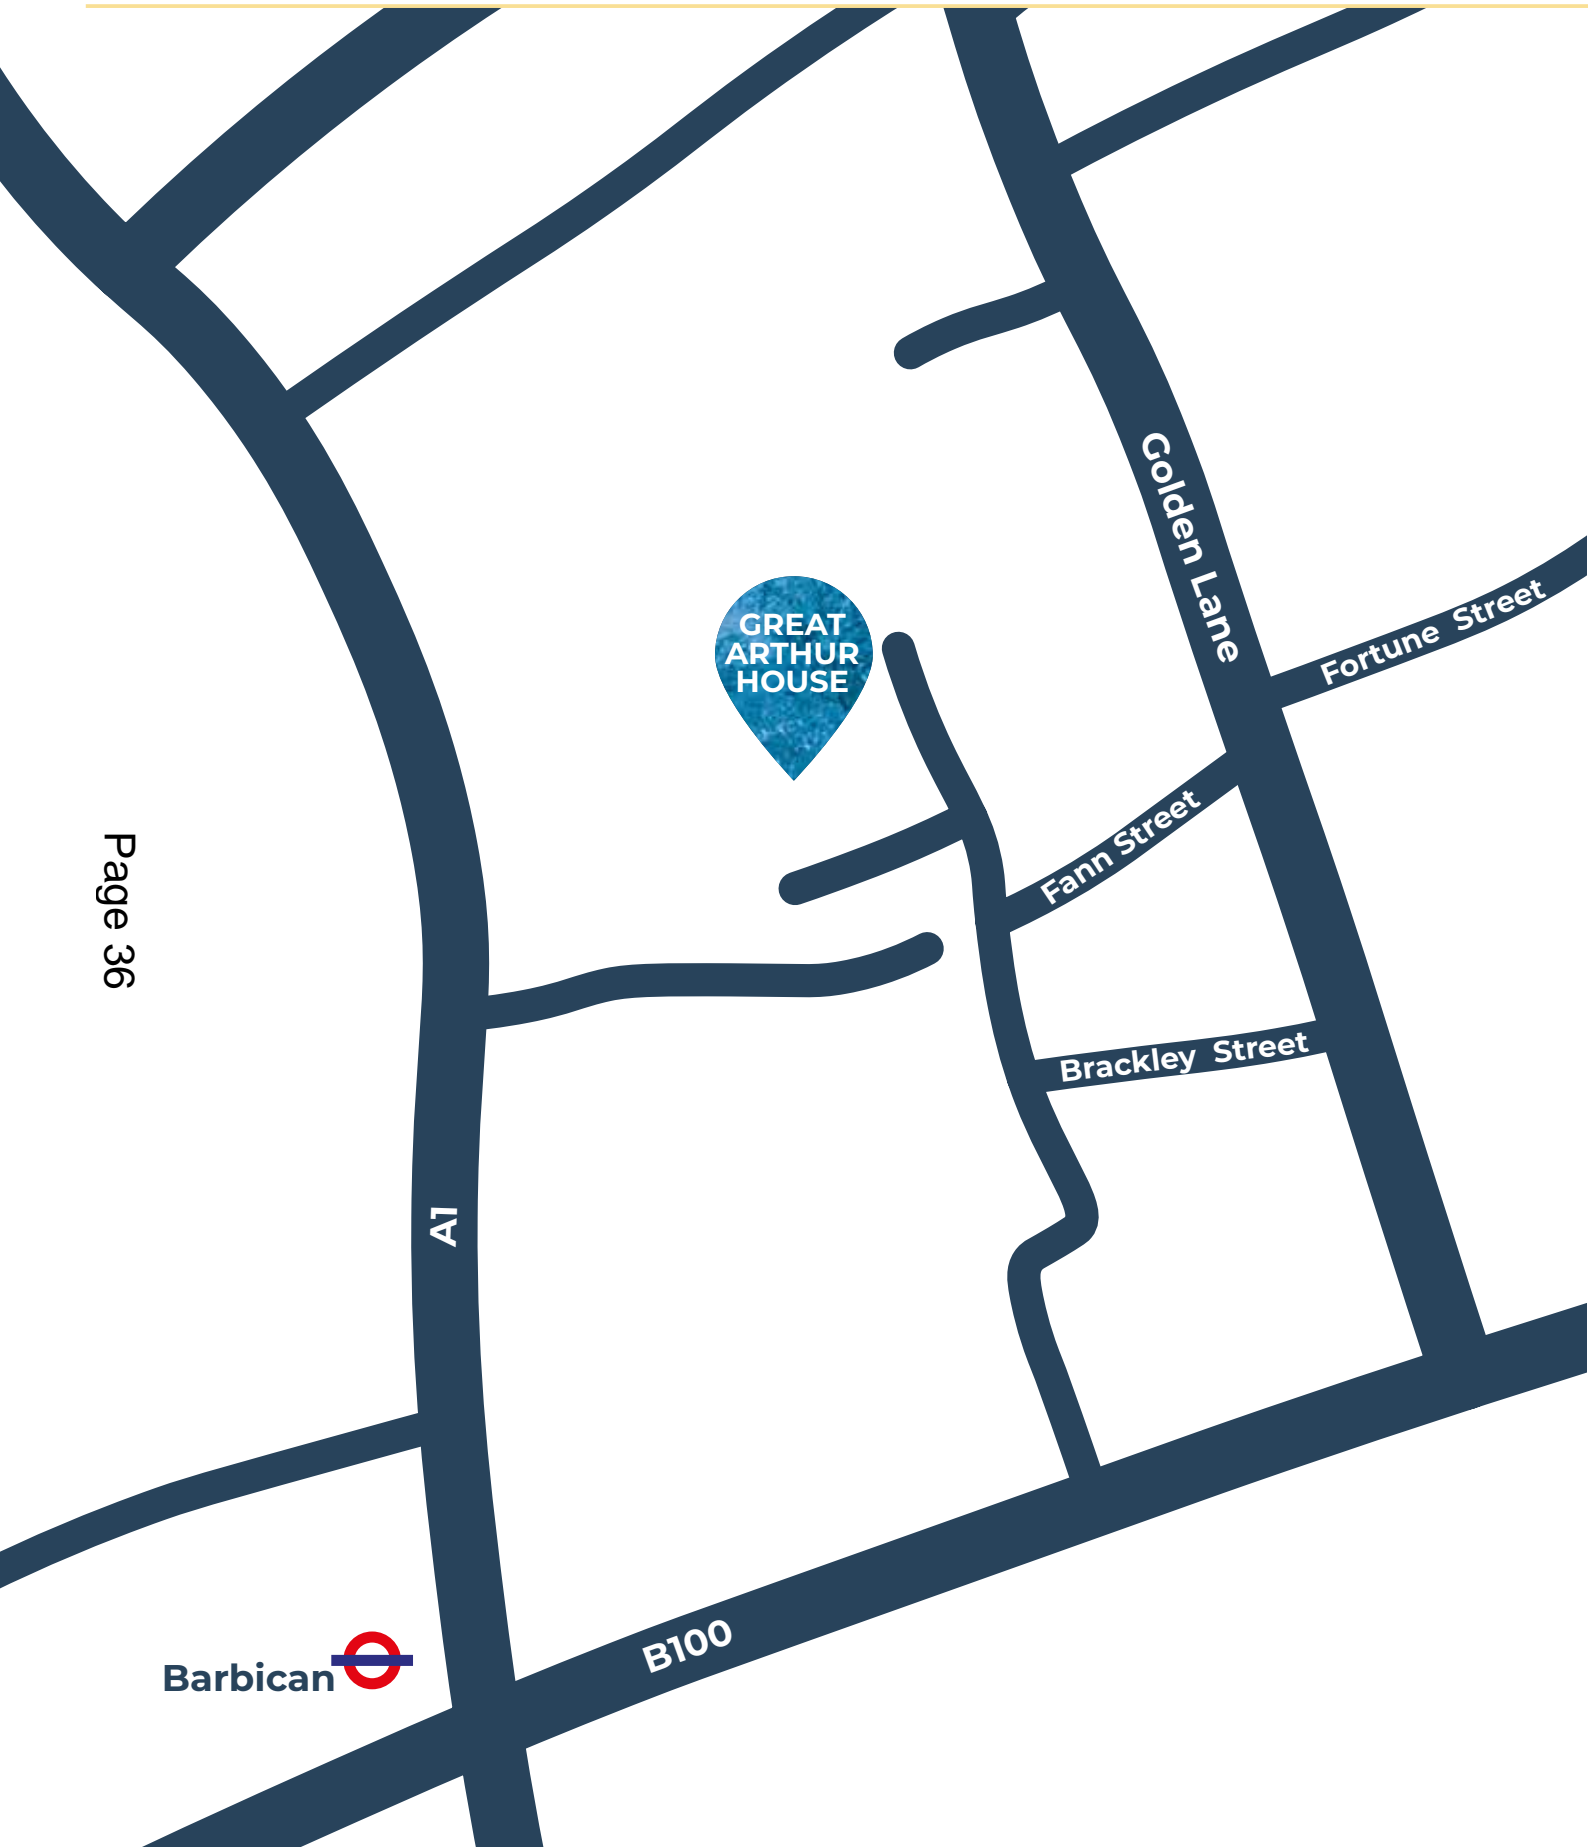 Golden Lane
GREAT
ARTHUR
HOUSE
Fortune Street
Fann Street
Page 36
Brackley Street
A1
B100
Barbican